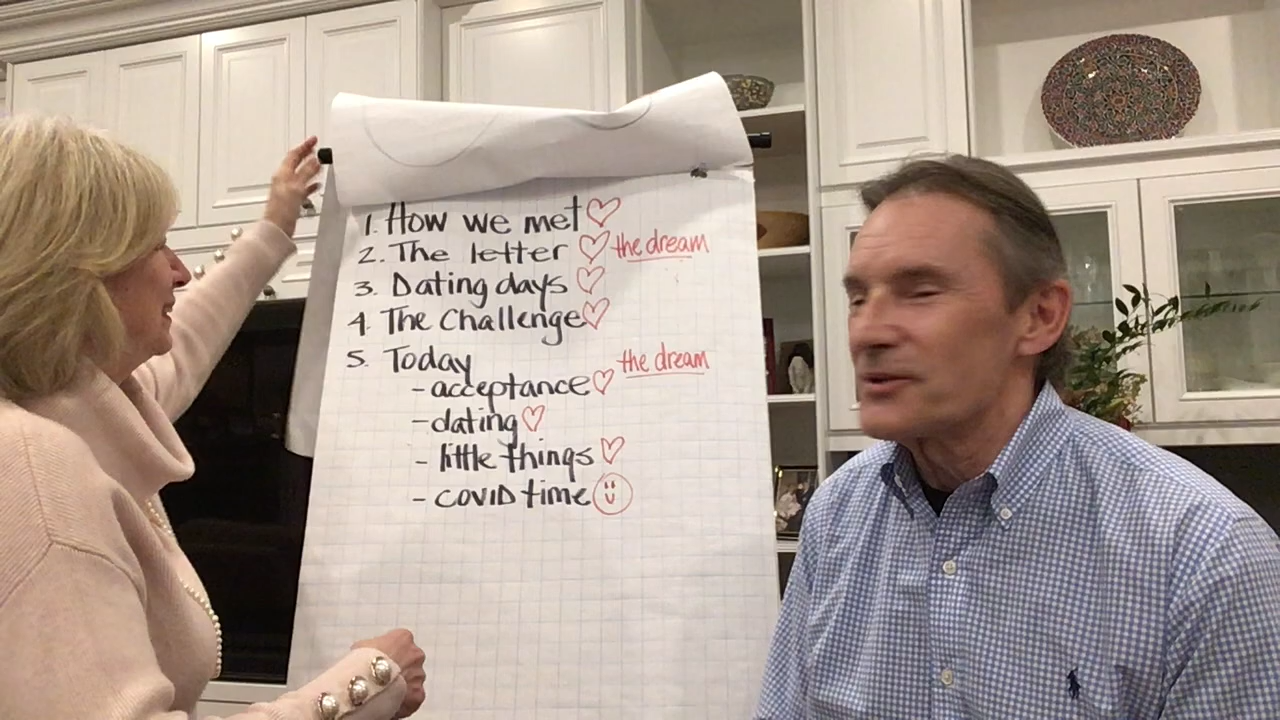 1. How we met
2. The letter the dream
3. Dating days
4. The Challenge
5. Today the dream
- acceptance
- dating
- little things
- covid time